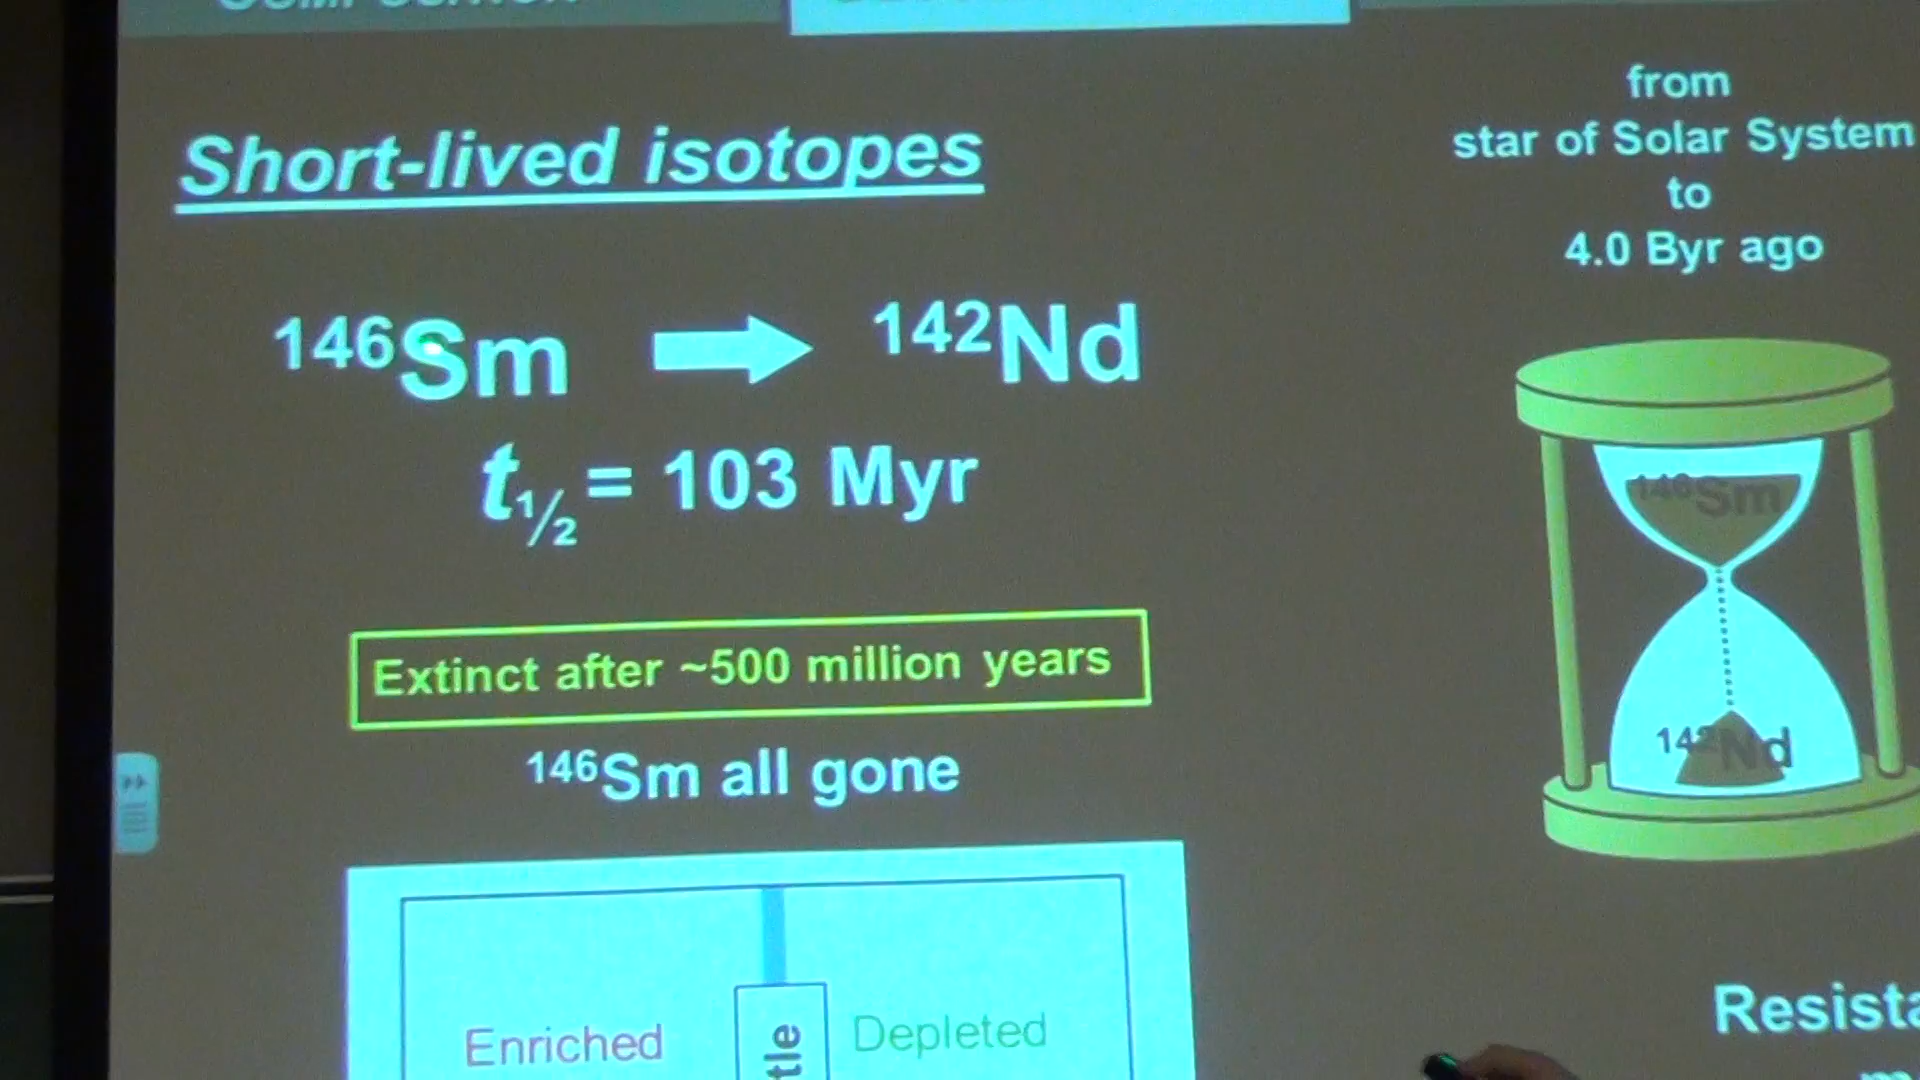 Short-lived isotopes
from
star of Solar System
to
4.0 Byr ago
146Sm 142Nd
t1/2 = 103 Myr
146Sm
142Nd
Extinct after ~500 million years
146Sm all gone
Enriched
Depleted